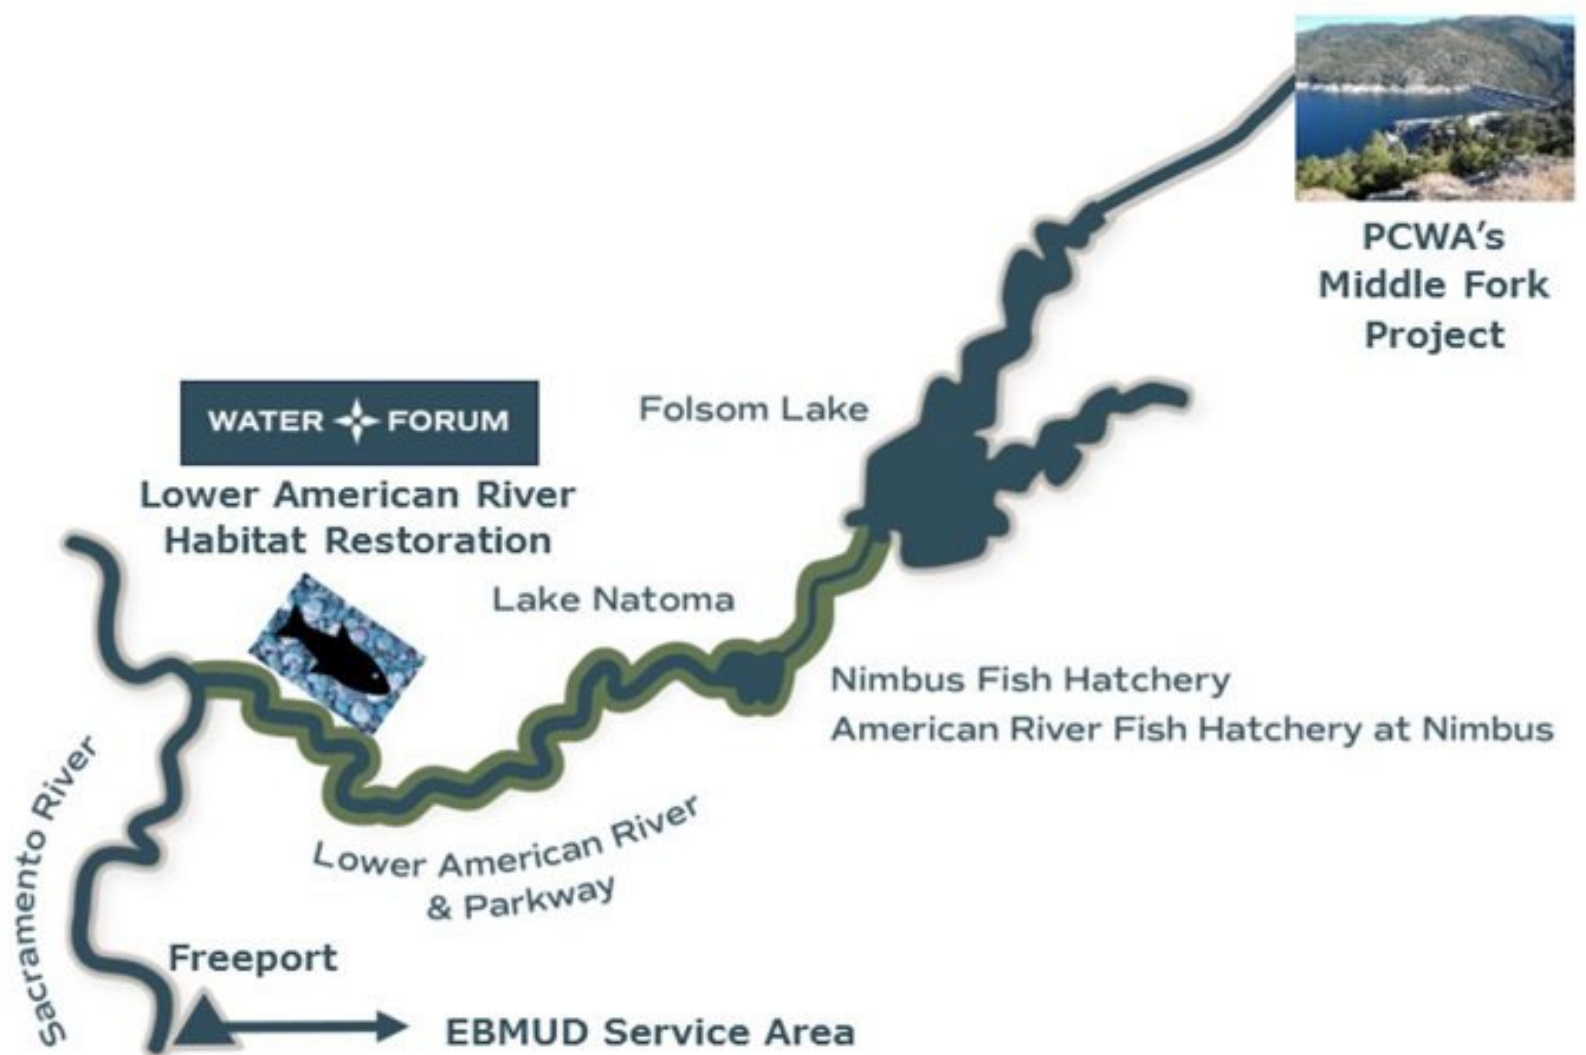 PCWA's
Middle Fork
Project
Folsom Lake
WATER FORUM
Lower American River
Habitat Restoration
Lake Natoma
Nimbus Fish Hatchery
American River Fish Hatchery at Nimbus
Sacramento River
Lower American River
& Parkway
Freeport
EBMUD Service Area